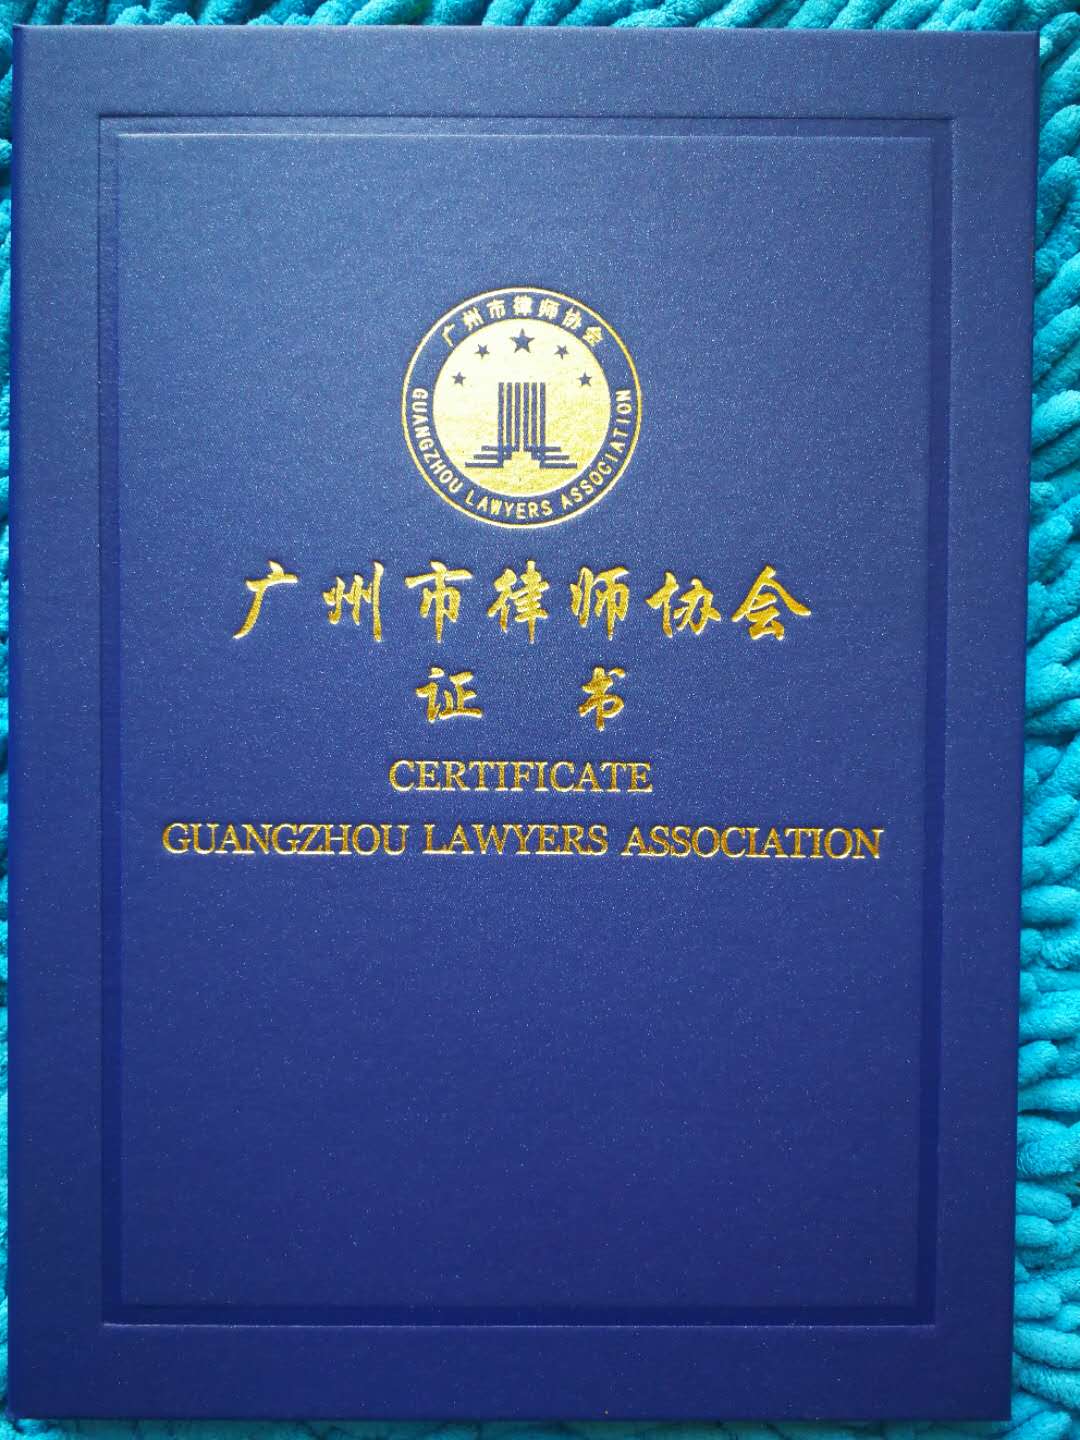 广州市律师协会
GUANGZHOU LAWYERS ASSOCIATION
广州市律师协会
证书
CERTIFICATE
GUANGZHOU LAWYERS ASSOCIATION